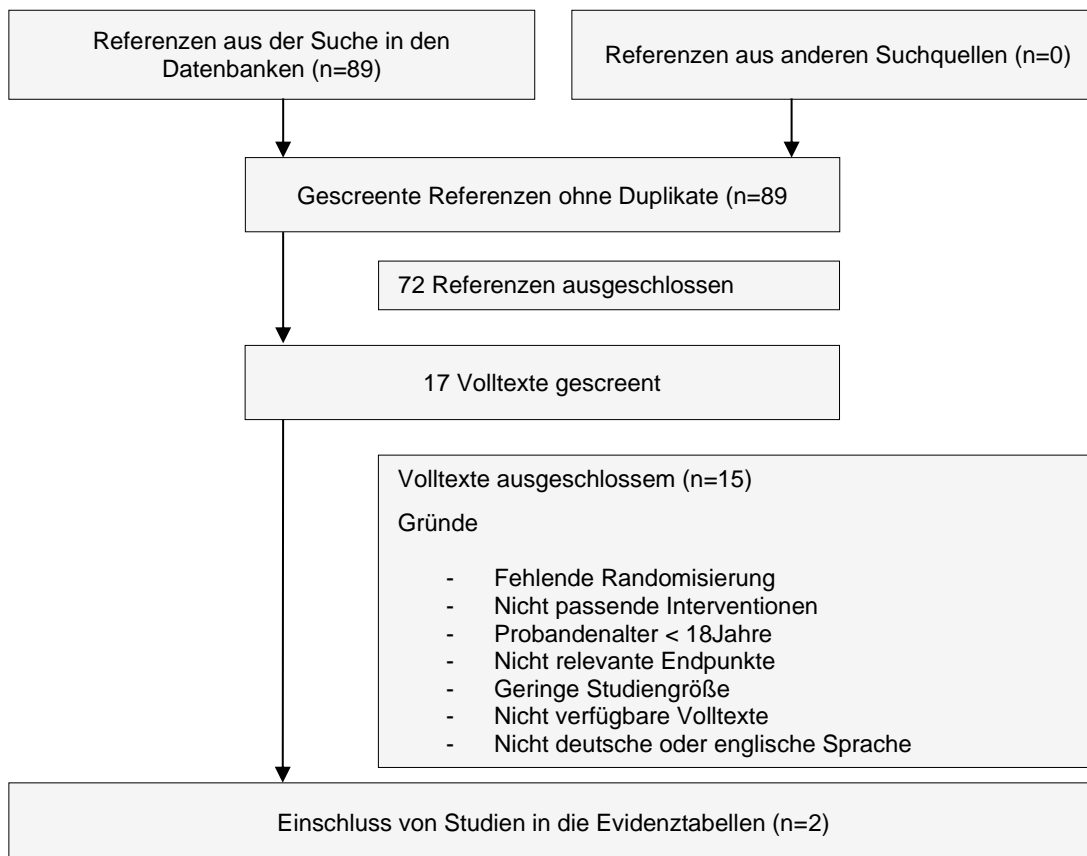 Referenzen aus der Suche in den
Datenbanken (n=89)
Referenzen aus anderen Suchquellen (n=0)
Gescreente Referenzen ohne Duplikate (n=89
72 Referenzen ausgeschlossen
17 Volltexte gescreent
Volltexte ausgeschlossem (n=15)
Gründe
- Fehlende Randomisierung
- Nicht passende Interventionen
- Probandenalter < 18Jahre
- Nicht relevante Endpunkte
- Geringe Studiengröße
- Nicht verfügbare Volltexte
- Nicht deutsche oder englische Sprache
Einschluss von Studien in die Evidenztabellen (n=2)